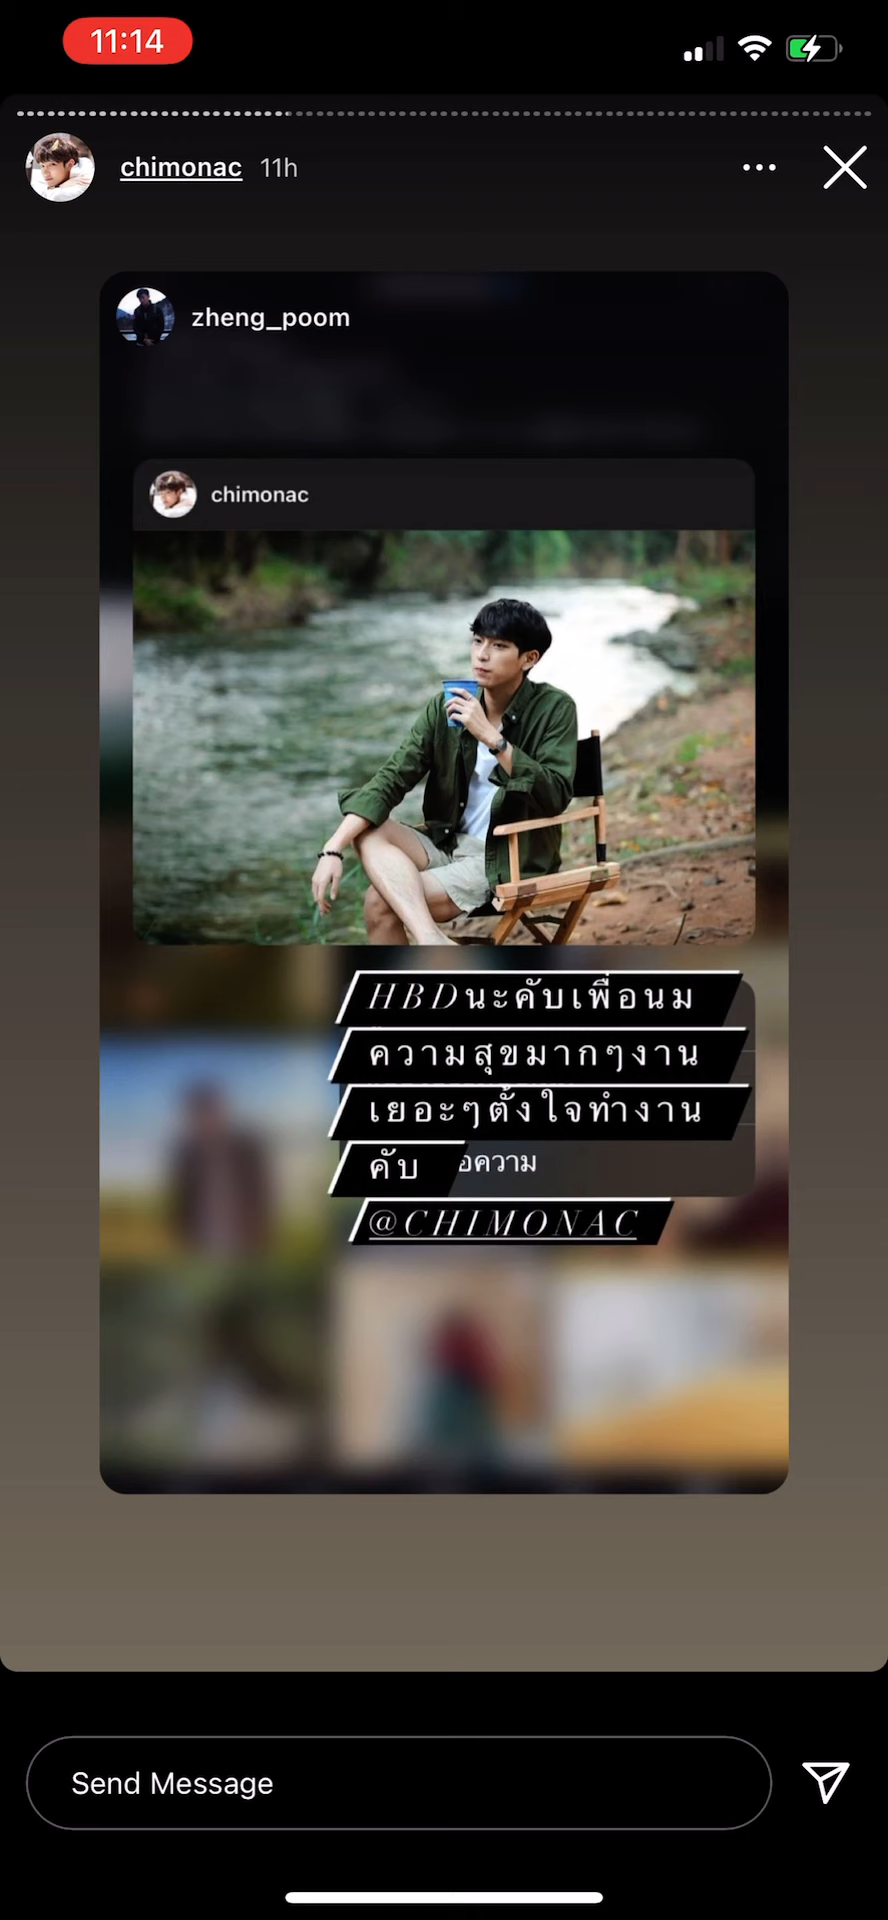 11:14
chimonac 11h
zheng_poom
chimonac
HBDนะคับเพื่อนม
ความสุขมากๆงาน
เยอะๆตั้งใจทำงาน
คับ
อความ
@CHIMONAC
Send Message